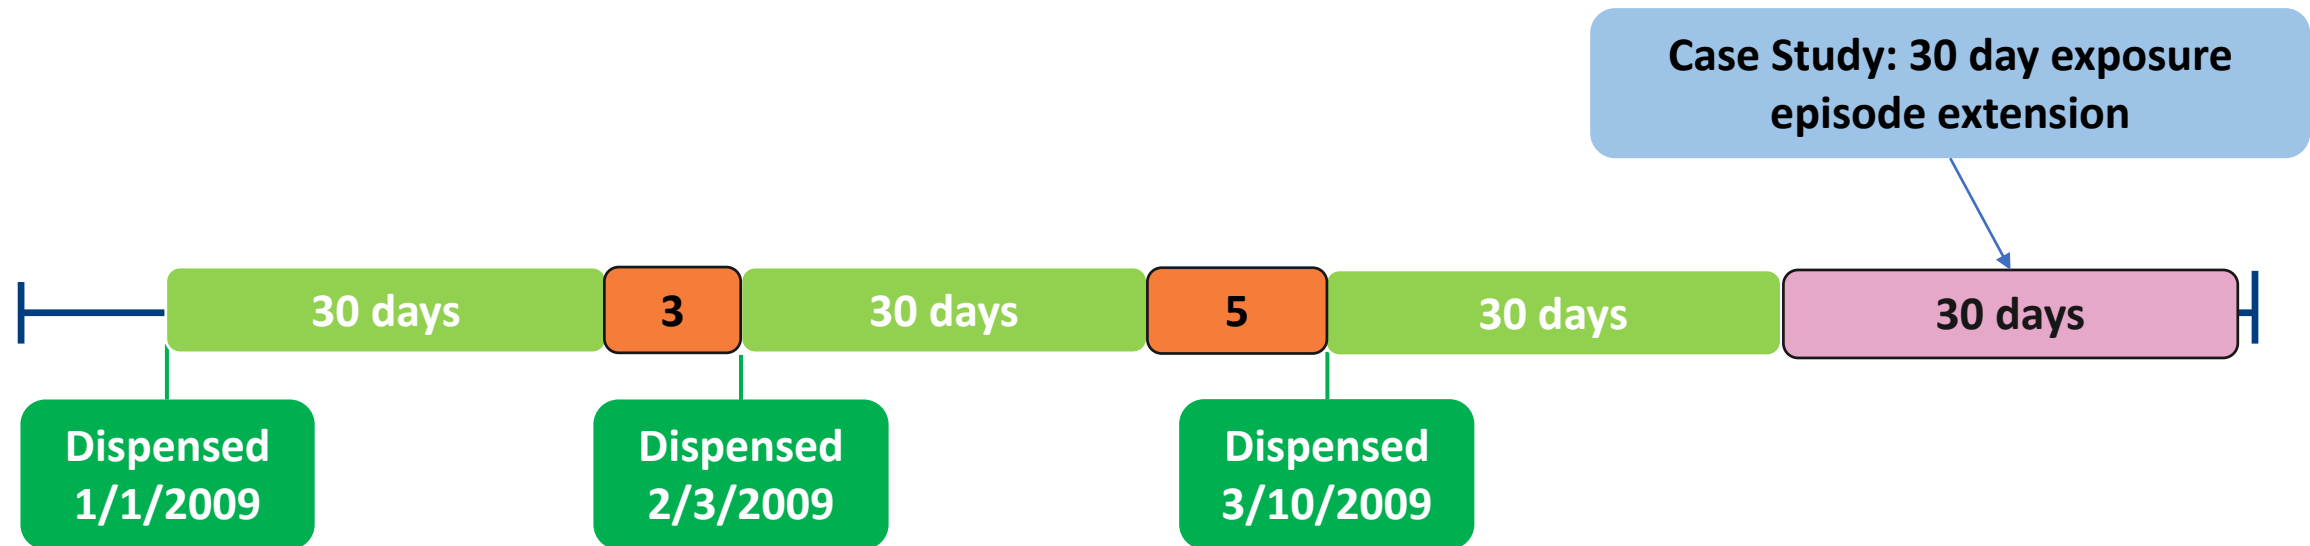 Case Study: 30 day exposure
episode extension
30 days
3
30 days
5
30 days
30 days
Dispensed
1/1/2009
Dispensed
2/3/2009
Dispensed
3/10/2009